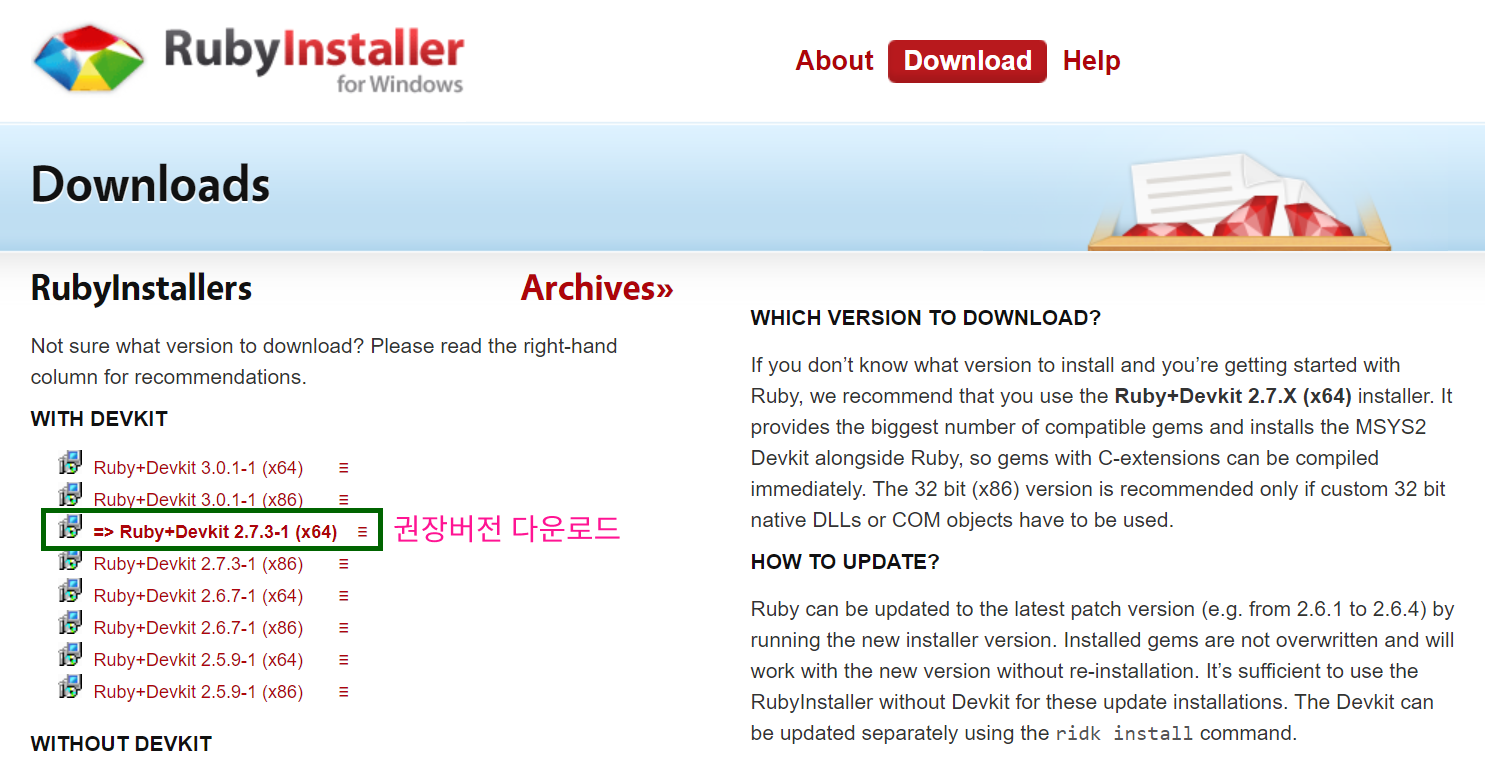 RubyInstaller
for Windows
About Download Help
Downloads
RubyInstallers
Archives»
Not sure what version to download? Please read the right-hand
column for recommendations.
WITH DEVKIT
Ruby+Devkit 3.0.1-1 (x64) ≡
Ruby+Devkit 3.0.1-1 (x86) ≡
=> Ruby+Devkit 2.7.3-1 (x64) ≡ 권장버전 다운로드
Ruby+Devkit 2.7.3-1 (x86) ≡
Ruby+Devkit 2.6.7-1 (x64) ≡
Ruby+Devkit 2.6.7-1 (x86) ≡
Ruby+Devkit 2.5.9-1 (x64) ≡
Ruby+Devkit 2.5.9-1 (x86) ≡
WITHOUT DEVKIT
WHICH VERSION TO DOWNLOAD?
If you don’t know what version to install and you’re getting started with
Ruby, we recommend that you use the Ruby+Devkit 2.7.X (x64) installer. It
provides the biggest number of compatible gems and installs the MSYS2
Devkit alongside Ruby, so gems with C-extensions can be compiled
immediately. The 32 bit (x86) version is recommended only if custom 32 bit
native DLLs or COM objects have to be used.
HOW TO UPDATE?
Ruby can be updated to the latest patch version (e.g. from 2.6.1 to 2.6.4) by
running the new installer version. Installed gems are not overwritten and will
work with the new version without re-installation. It’s sufficient to use the
RubyInstaller without Devkit for these update installations. The Devkit can
be updated separately using the ridk install command.